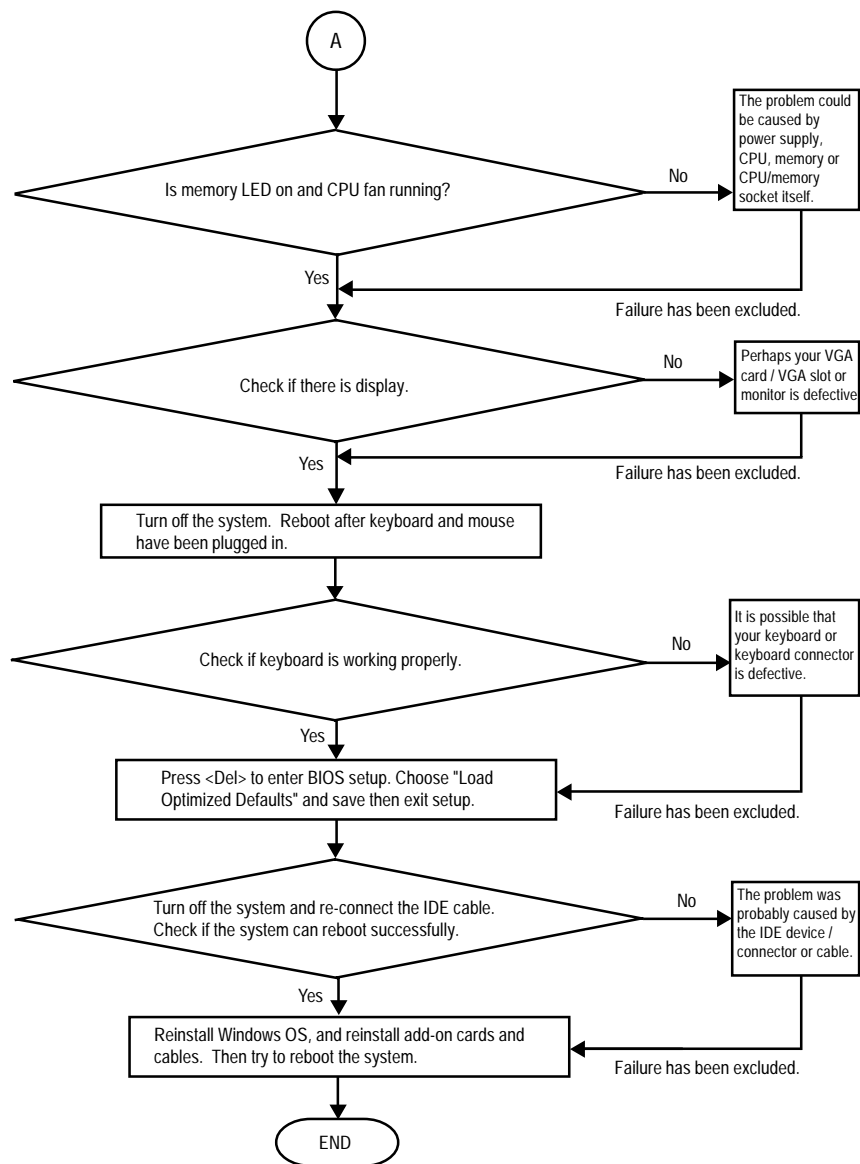 A
Is memory LED on and CPU fan running?
No
The problem could
be caused by
power supply,
CPU, memory or
CPU/memory
socket itself.
Yes
Failure has been excluded.
Check if there is display.
No
Perhaps your VGA
card / VGA slot or
monitor is defective
Yes
Failure has been excluded.
Turn off the system. Reboot after keyboard and mouse
have been plugged in.
Check if keyboard is working properly.
No
It is possible that
your keyboard or
keyboard connector
is defective.
Yes
Press <Del> to enter BIOS setup. Choose "Load
Optimized Defaults" and save then exit setup.
Failure has been excluded.
Turn off the system and re-connect the IDE cable.
Check if the system can reboot successfully.
No
The problem was
probably caused by
the IDE device /
connector or cable.
Yes
Reinstall Windows OS, and reinstall add-on cards and
cables. Then try to reboot the system.
Failure has been excluded.
END